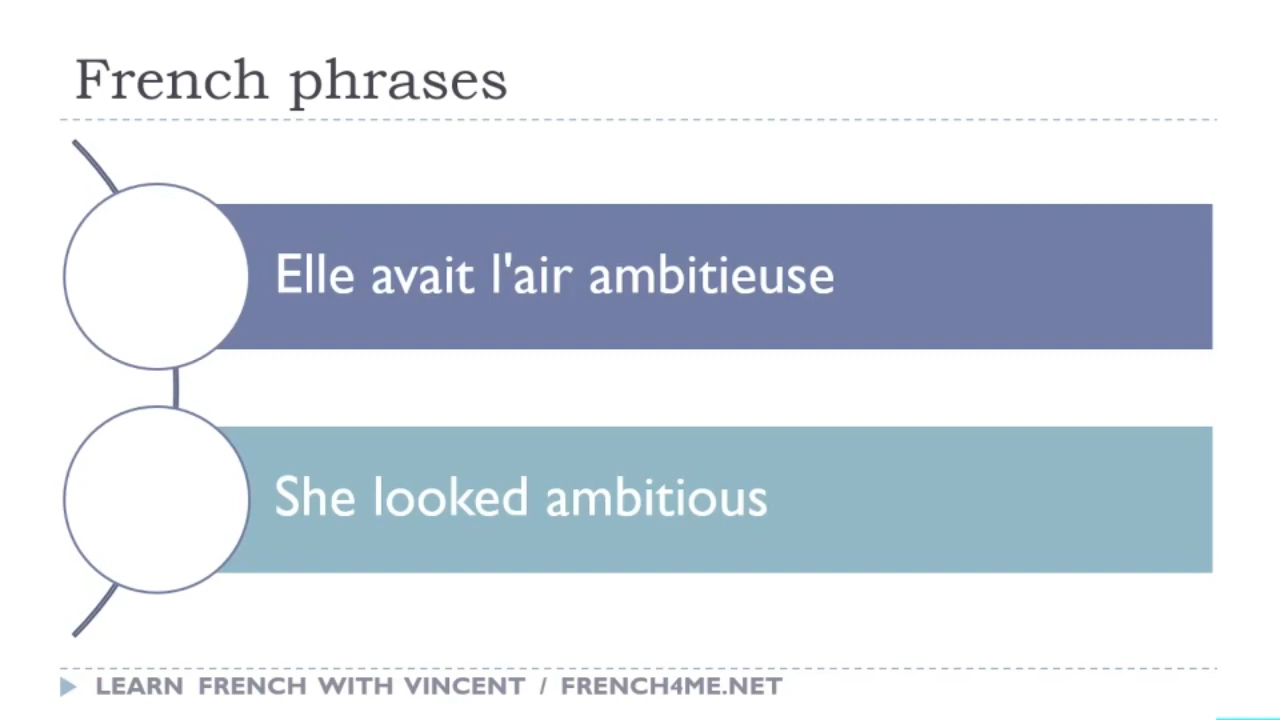 French phrases
Elle avait l'air ambitieuse
She looked ambitious
LEARN FRENCH WITH VINCENT / FRENCH4ME.NET